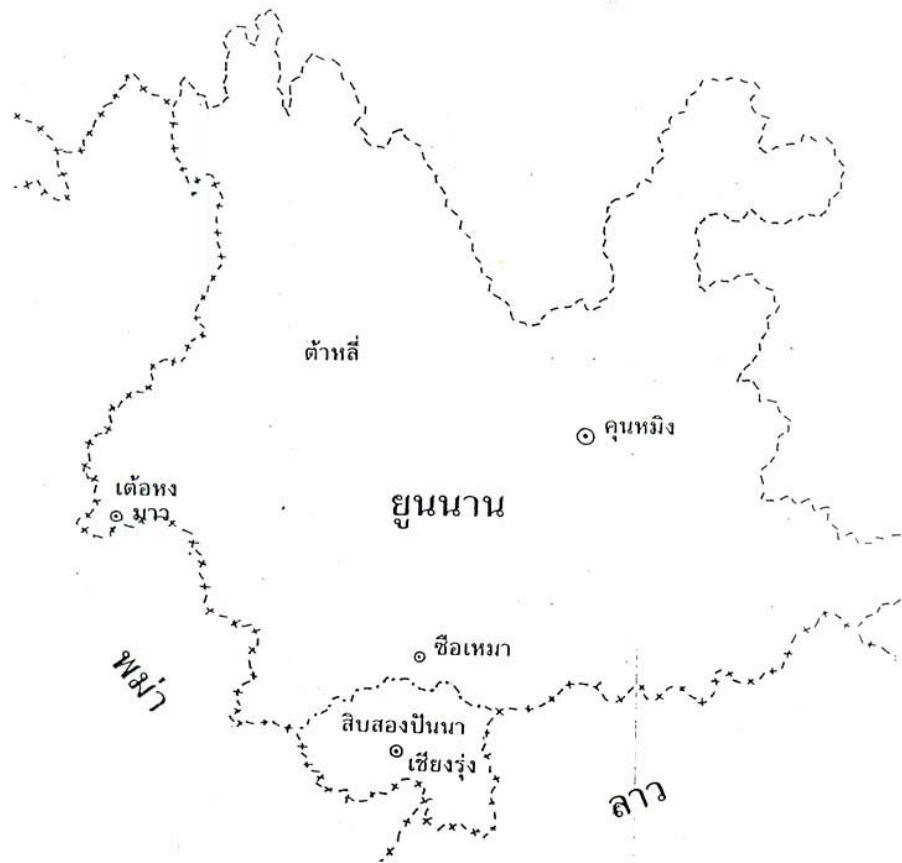 ต้าหลี่
คุนหมิง
เต้อหง
มาว
ยูนนาน
ซือเหมา
พม่า
สิบสองปันนา
เชียงรุ่ง
ลาว